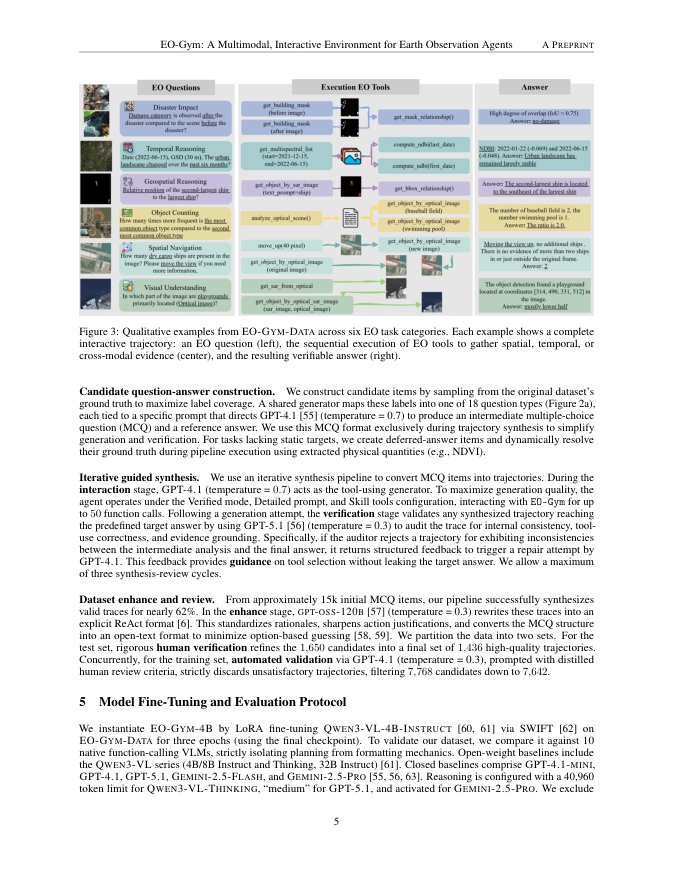 EO-Gym: A Multimodal, Interactive Environment for Earth Observation Agents A PREPRINT
EO Questions
Execution EO Tools
Answer
Disaster Impact
Damage category is observed after the
disaster compared to the scene before the
disaster?
get_building_mask
(before image)
get_building_mask
(after image)
get_mask_relationship()
High degree of overlap (IoU = 0.75)
Answer: no-damage
Temporal Reasoning
Date (2022-06-15), GSD (30 m), The urban
landscape changed over the past six months?
get_multispectral_list
(start=2021-12-15,
end=2022-06-15)
compute_ndbi(last_date)
compute_ndbi(first_date)
NDBI: 2022-01-22 (-0.069) and 2022-06-15
(-0.048). Answer: Urban landscape has
remained largely stable
Geospatial Reasoning
Relative position of the second-largest ship
to the largest ship?
get_object_by_sar_image
(text_prompt=ship)
get_bbox_relationship()
Answer: The second-largest ship is located
to the southeast of the largest ship
Object Counting
How many times more frequent is the most
common object type compared to the second
most common object type
analyze_optical_scene()
get_object_by_optical_image
(baseball field)
get_object_by_optical_image
(swimming pool)
The number of baseball field is 2, the
number swimming pool is 1.
Answer: The ratio is 2.0.
Spatial Navigation
How many dry cargo ships are present in the
image? Please move the view if you need
more information.
move_up(40 pixel)
get_object_by_optical_image
(original image)
get_object_by_optical_image
(new image)
Moving the view up, no additional ships .
There is no evidence of more than two ships
in or just outside the original frame.
Answer: 2
Visual Understanding
In which part of the image are playgrounds
primarily located (Optical image)?
get_sar_from_optical
get_object_by_optical_sar_image
(sar_image, optical_image)
The object detected found a playground
located at coordinates [314, 490, 331, 512] in
the image.
Answer: mostly lower half
Figure 3: Qualitative examples from EO-GYM-DATA across six EO task categories. Each example shows a complete
interactive trajectory: an EO question (left), the sequential execution of EO tools to gather spatial, temporal, or
cross-modal evidence (center), and the resulting verifiable answer (right).
Candidate question-answer construction. We construct candidate items by sampling from the original dataset's
ground truth to maximize label coverage. A shared generator maps these labels into one of 18 question types (Figure 2a),
each tied to a specific prompt that directs GPT-4.1 [55] (temperature = 0.7) to produce an intermediate multiple-choice
question (MCQ) and a reference answer. We use this MCQ format exclusively during trajectory synthesis to simplify
generation and verification. For tasks lacking static targets, we create deferred-answer items and dynamically resolve
their ground truth during pipeline execution using extracted physical quantities (e.g., NDVI).
Iterative guided synthesis. We use an iterative synthesis pipeline to convert MCQ items into trajectories. During the
interaction stage, GPT-4.1 (temperature = 0.7) acts as the tool-using generator. To maximize generation quality, the
agent operates under the Verified mode, Detailed prompt, and Skill tools configuration, interacting with EO-Gym for up
to 50 function calls. Following a generation attempt, the verification stage validates any synthesized trajectory reaching
the predefined target answer by using GPT-5.1 [56] (temperature = 0.3) to audit the trace for internal consistency, tool-
use correctness, and evidence grounding. Specifically, if the auditor rejects a trajectory for exhibiting inconsistencies
between the intermediate analysis and the final answer, it returns structured feedback to trigger a repair attempt by
GPT-4.1. This feedback provides guidance on tool selection without leaking the target answer. We allow a maximum
of three synthesis-review cycles.
Dataset enhance and review. From approximately 15k initial MCQ items, our pipeline successfully synthesizes
valid traces for nearly 62%. In the enhance stage, GPT-OSS-120B [57] (temperature = 0.3) rewrites these traces into an
explicit ReAct format [6]. This standardizes rationales, sharpens action justifications, and converts the MCQ structure
into an open-text format to minimize option-based guessing [58, 59]. We partition the data into two sets. For the
test set, rigorous human verification refines the 1,650 candidates into a final set of 1,436 high-quality trajectories.
Concurrently, for the training set, automated validation via GPT-4.1 (temperature = 0.3), prompted with distilled
human review criteria, strictly discards unsatisfactory trajectories, filtering 7,768 candidates down to 7,642.
5 Model Fine-Tuning and Evaluation Protocol
We instantiate EO-GYM-4B by LoRA fine-tuning QWEN3-VL-4B-INSTRUCT [60, 61] via SWIFT [62] on
EO-GYM-DATA for three epochs (using the final checkpoint). To validate our dataset, we compare it against 10
native function-calling VLMs, strictly isolating planning from formatting mechanics. Open-weight baselines include
the QWEN3-VL series (4B/8B Instruct and Thinking, 32B Instruct) [61]. Closed baselines comprise GPT-4.1-MINI,
GPT-4.1, GPT-5.1, GEMINI-2.5-FLASH, and GEMINI-2.5-PRO [55, 56, 63]. Reasoning is configured with a 40,960
token limit for QWEN3-VL-THINKING, "medium" for GPT-5.1, and activated for GEMINI-2.5-PRO. We exclude
5